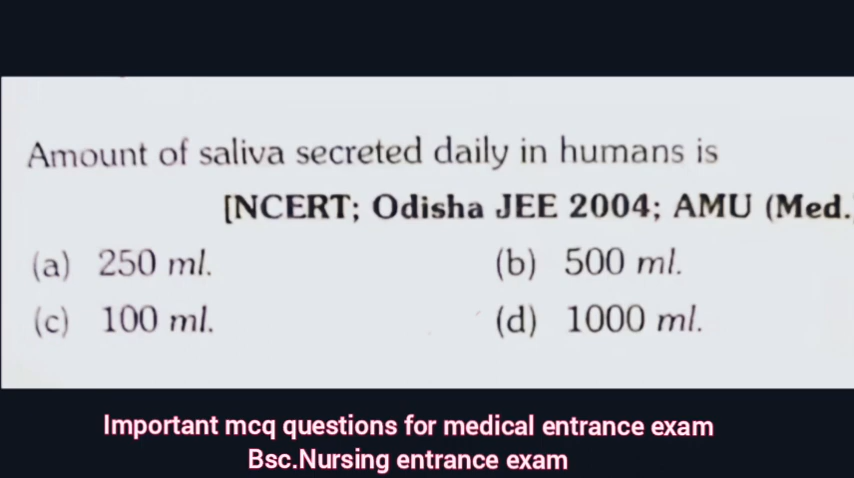 Amount of saliva secreted daily in humans is
[NCERT; Odisha JEE 2004; AMU (Med.
(a) 250 ml. (b) 500 ml.
(c) 100 ml. (d) 1000 ml.
Important mcq questions for medical entrance exam
Bsc.Nursing entrance exam